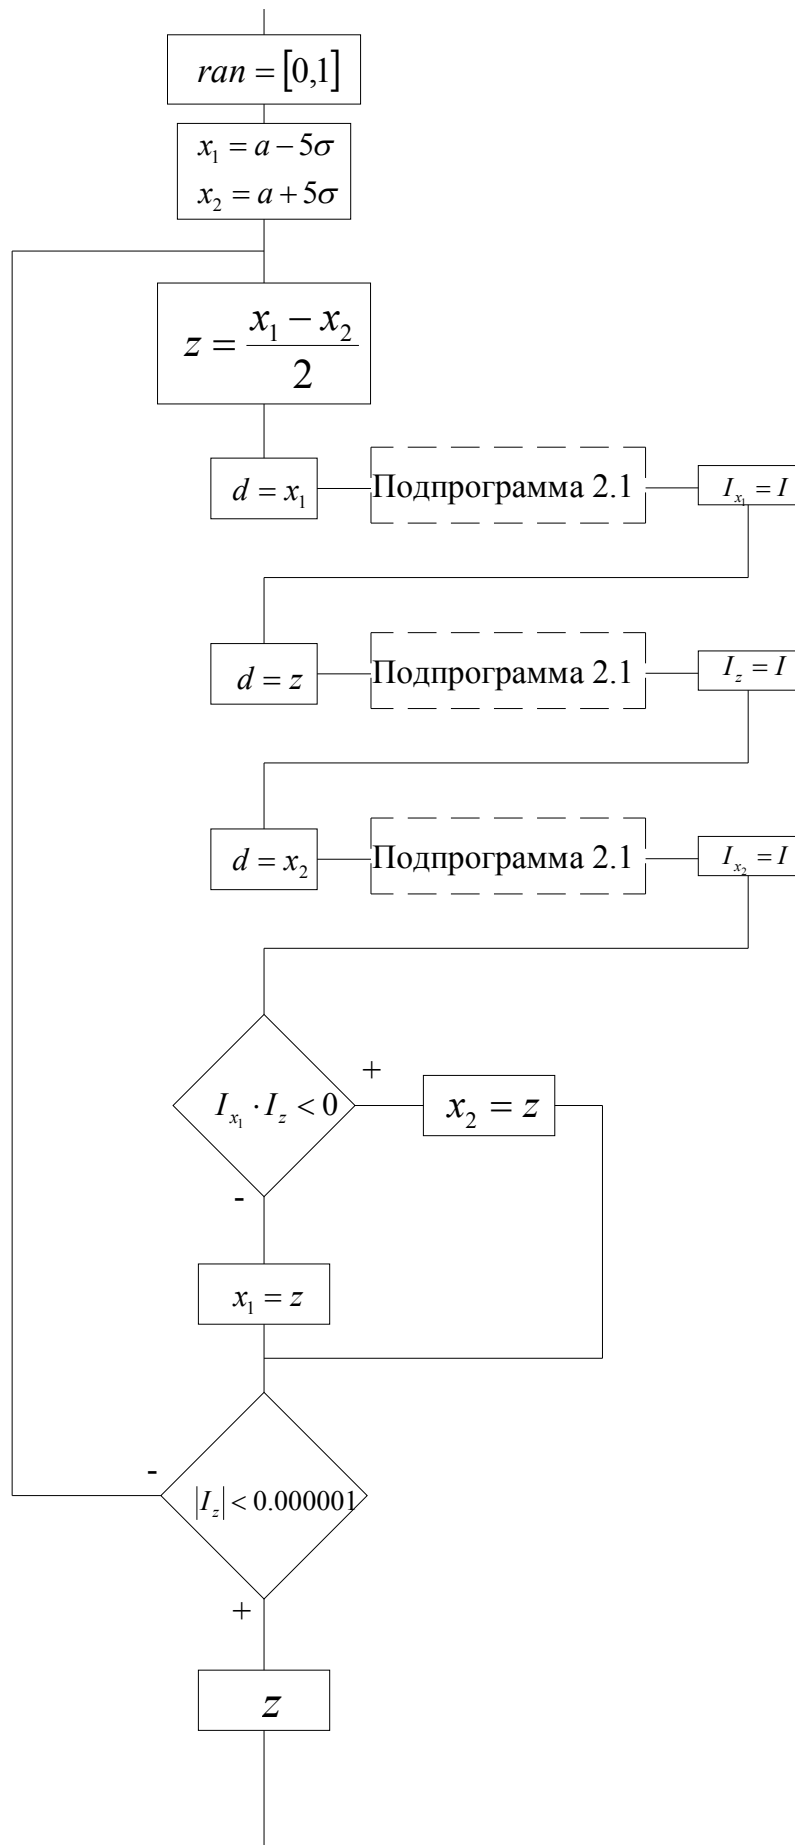 ran = [0,1]
x₁ = a − 5σ
x₂ = a + 5σ
z = (x₁ − x₂)/2
d = x₁
Подпрограмма 2.1
I_{x₁} = I
d = z
Подпрограмма 2.1
I_z = I
d = x₂
Подпрограмма 2.1
I_{x₂} = I
I_{x₁} · I_z < 0
+
x₂ = z
-
x₁ = z
-
|I_z| < 0.000001
+
z